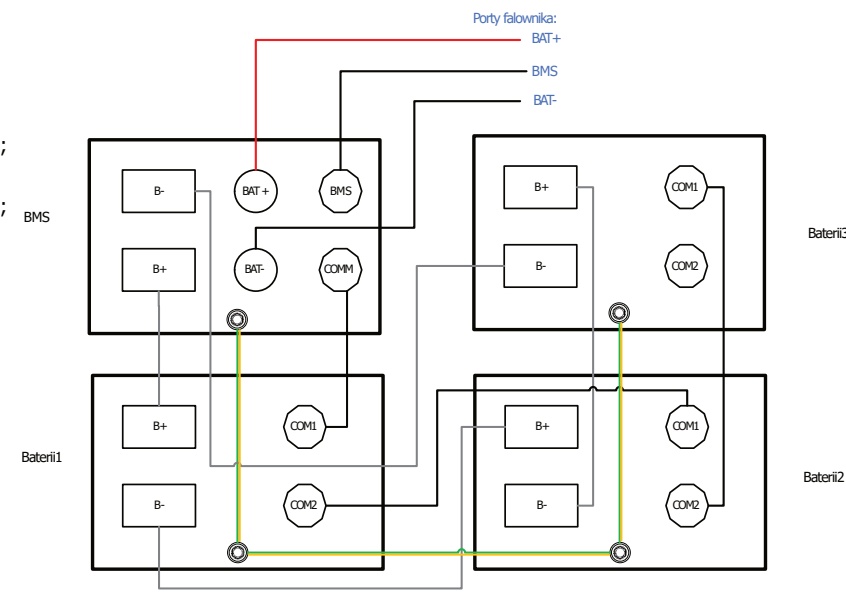 Porty falownika:
BAT+
BMS
BAT-
;
;
BMS
B-
BAT +
BMS
B+
BAT-
COMM
B+
COM1
B-
COM2
Baterii3
B+
COM1
B-
COM2
Baterii1
B+
COM1
B-
COM2
Baterii2